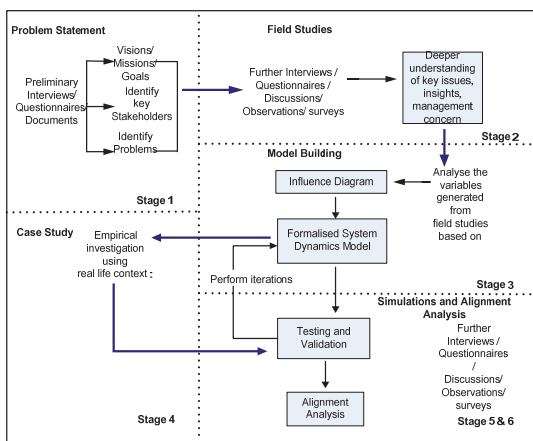 Problem Statement
Preliminary
Interviews/
Questionnaires/
Documents
Visions/
Missions/
Goals
Identify
key
Stakeholders
Identify
Problems
Stage 1
Field Studies
Further Interviews /
Questionnaires /
Discussions/
Observations/ surveys
Deeper
understanding
of key issues,
insights,
management
concern
Stage 2
Model Building
Analyse the
variables
generated
from
field studies
based on
Influence Diagram
Formalised System
Dynamics Model
Perform iterations
Stage 3
Case Study
Empirical
investigation
using
real life context :
Stage 4
Simulations and Alignment
Analysis
Testing and
Validation
Alignment
Analysis
Further
Interviews /
Questionnaires
/
Discussions/
Observations/
surveys
Stage 5 & 6